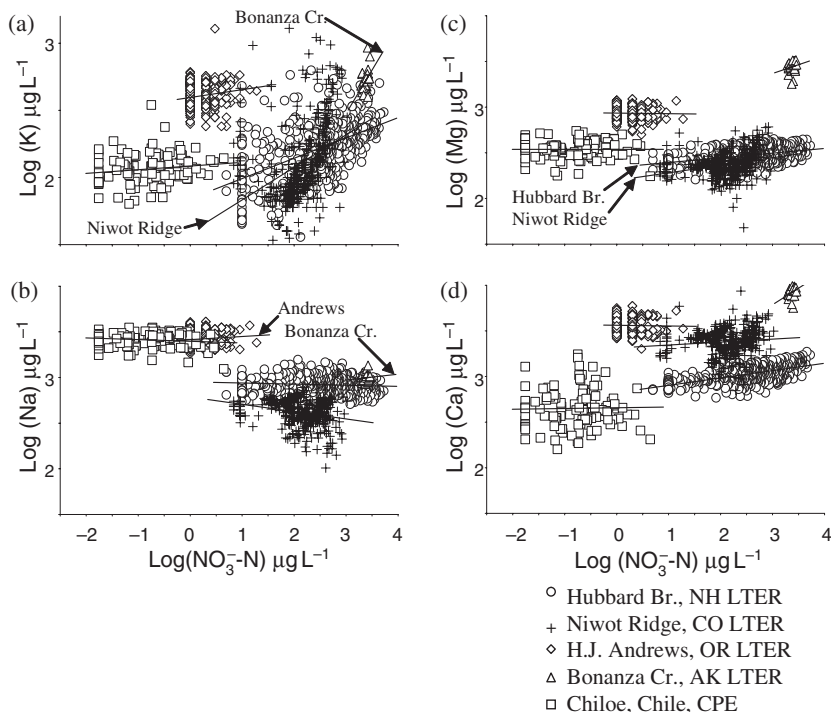 (a)
Bonanza Cr.
3
2
Log (K) µg L⁻¹
Niwot Ridge
(c)
4
3
2
Log (Mg) µg L⁻¹
Hubbard Br.
Niwot Ridge
(b)
4
3
2
Log (Na) µg L⁻¹
Andrews
Bonanza Cr.
−2 −1 0 1 2 3 4
Log(NO₃⁻-N) µg L⁻¹
(d)
4
3
2
Log (Ca) µg L⁻¹
−2 −1 0 1 2 3 4
Log (NO₃⁻-N) µg L⁻¹
Hubbard Br., NH LTER
Niwot Ridge, CO LTER
H.J. Andrews, OR LTER
Bonanza Cr., AK LTER
Chiloe, Chile, CPE